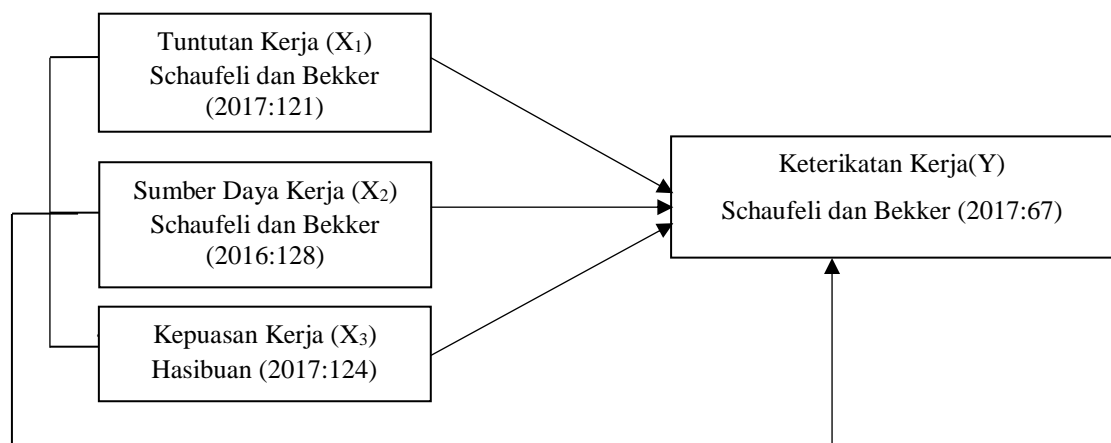 Tuntutan Kerja (X₁)
Schaufeli dan Bekker
(2017:121)
Sumber Daya Kerja (X₂)
Schaufeli dan Bekker
(2016:128)
Kepuasan Kerja (X₃)
Hasibuan (2017:124)
Keterikatan Kerja(Y)
Schaufeli dan Bekker (2017:67)